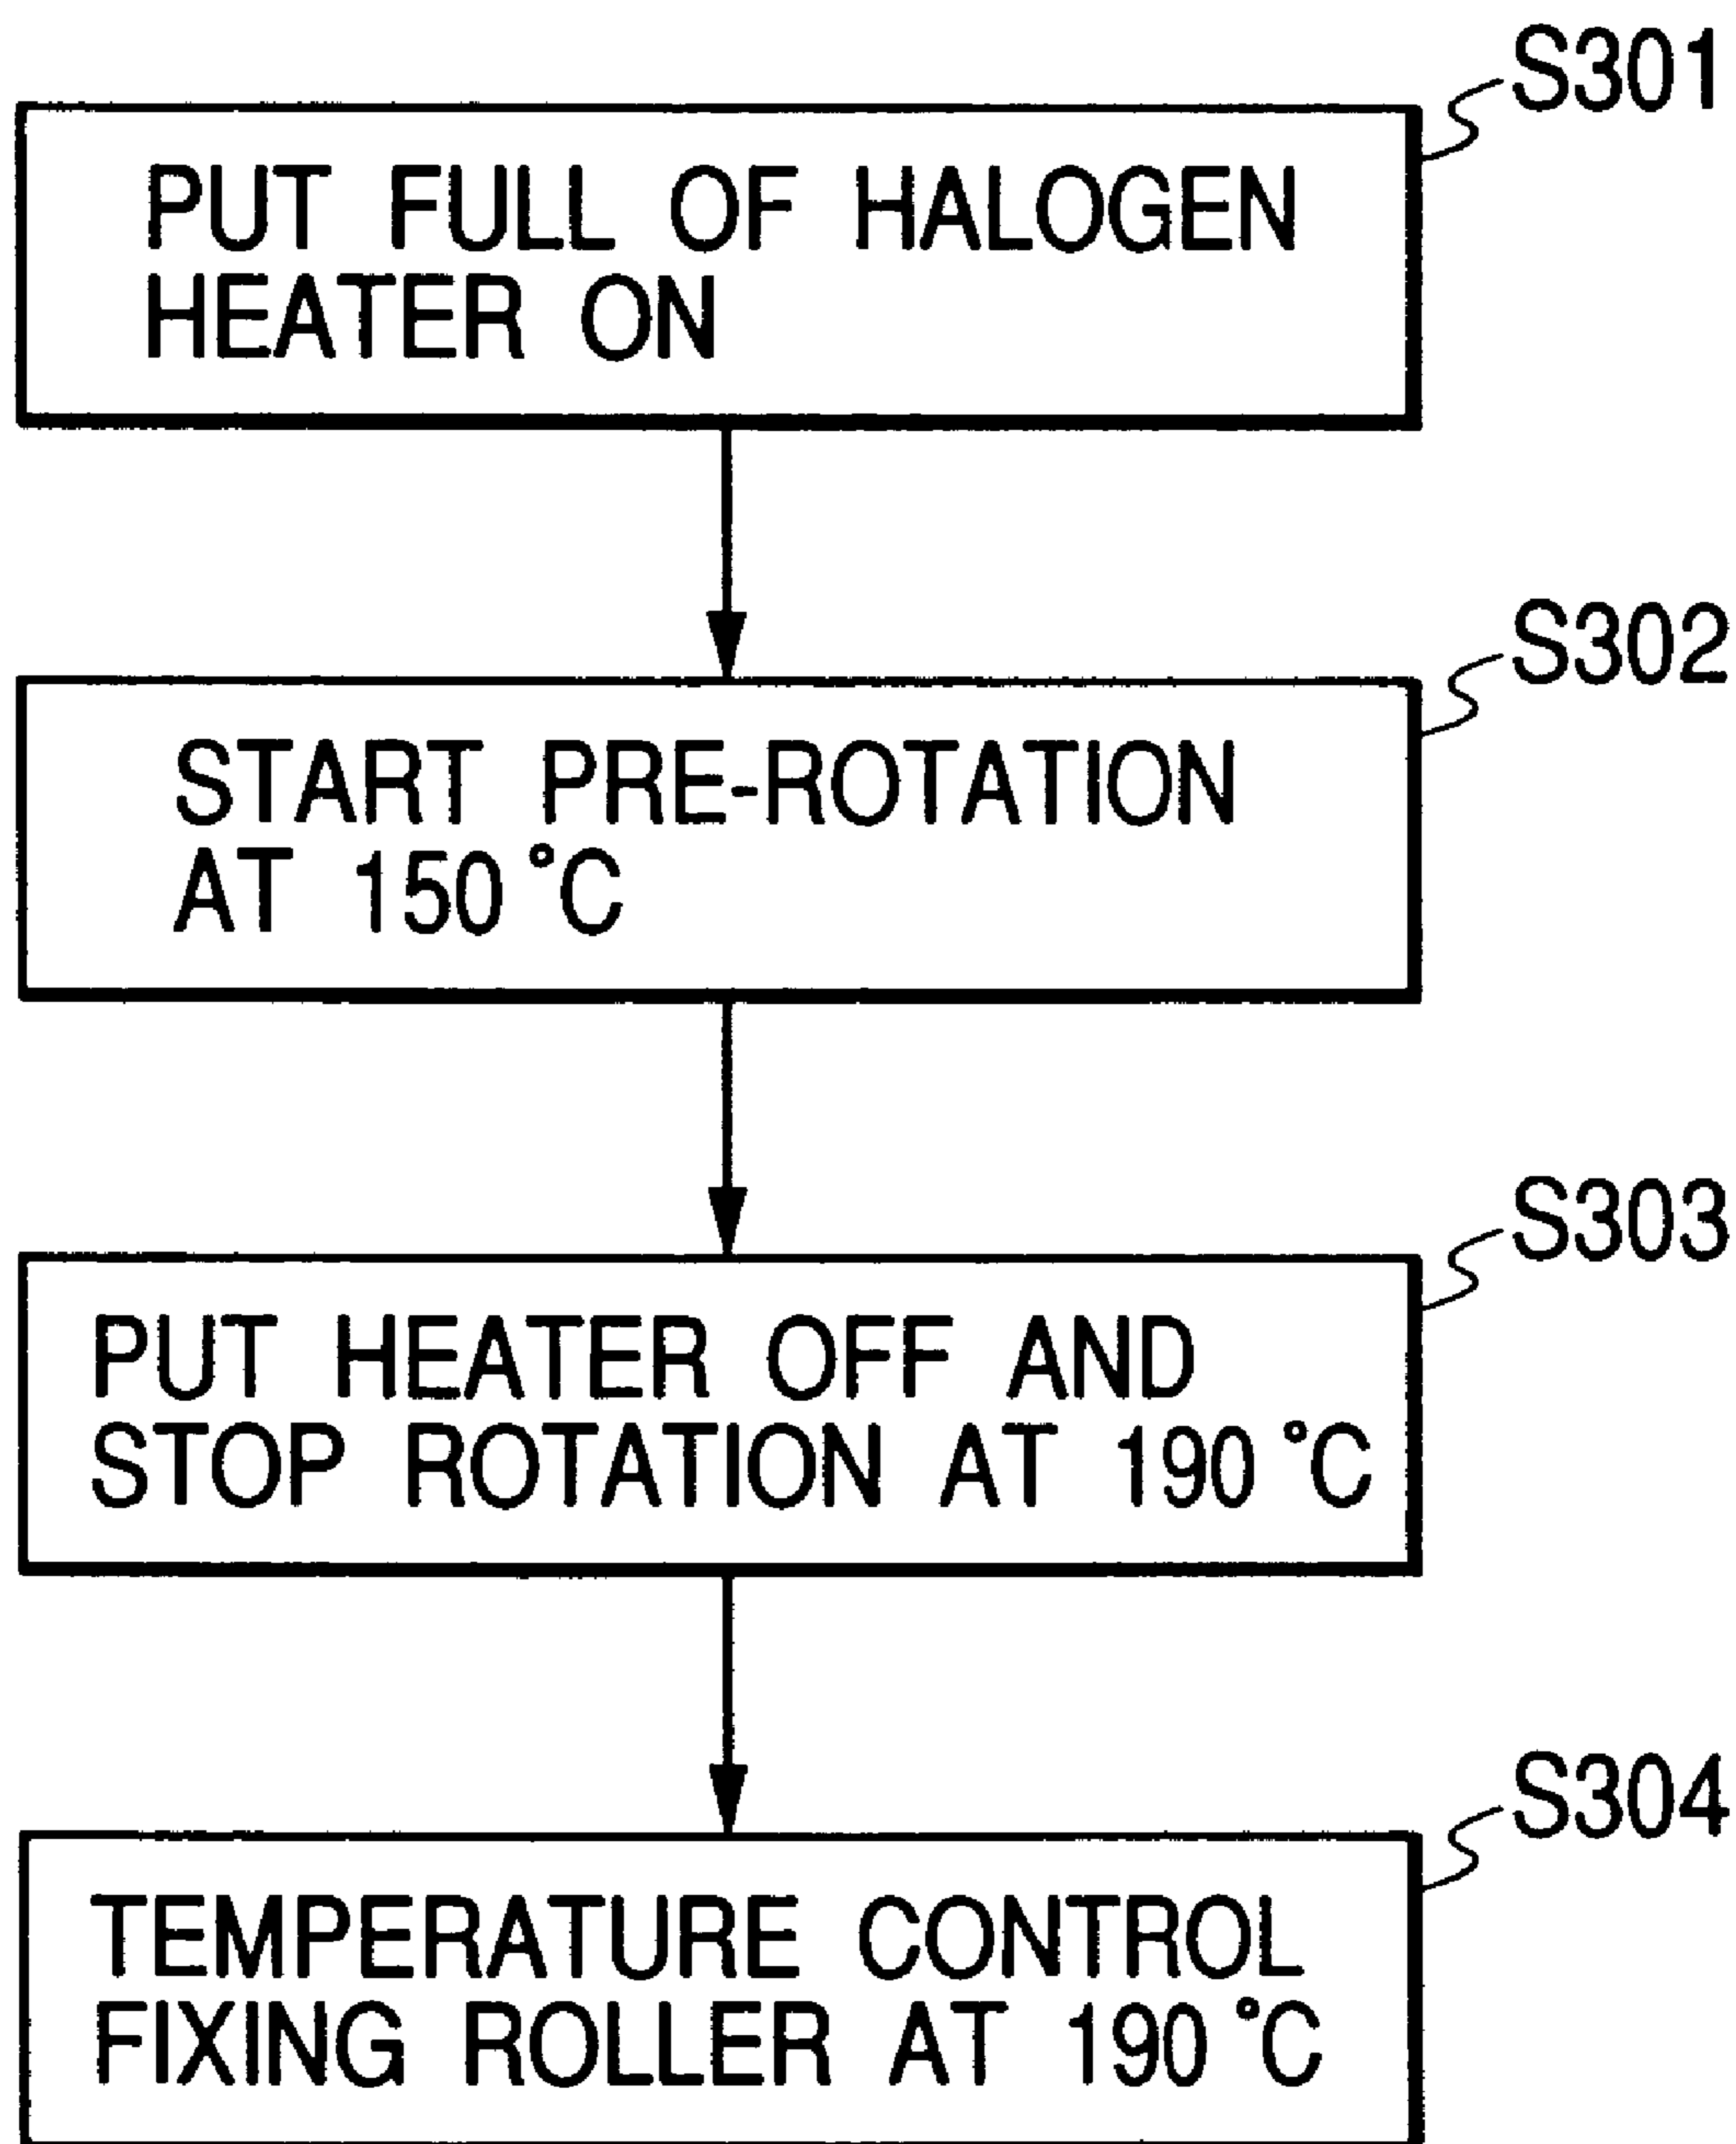 S301
PUT FULL OF HALOGEN
HEATER ON
S302
START PRE-ROTATION
AT 150°C
S303
PUT HEATER OFF AND
STOP ROTATION AT 190°C
S304
TEMPERATURE CONTROL
FIXING ROLLER AT 190°C